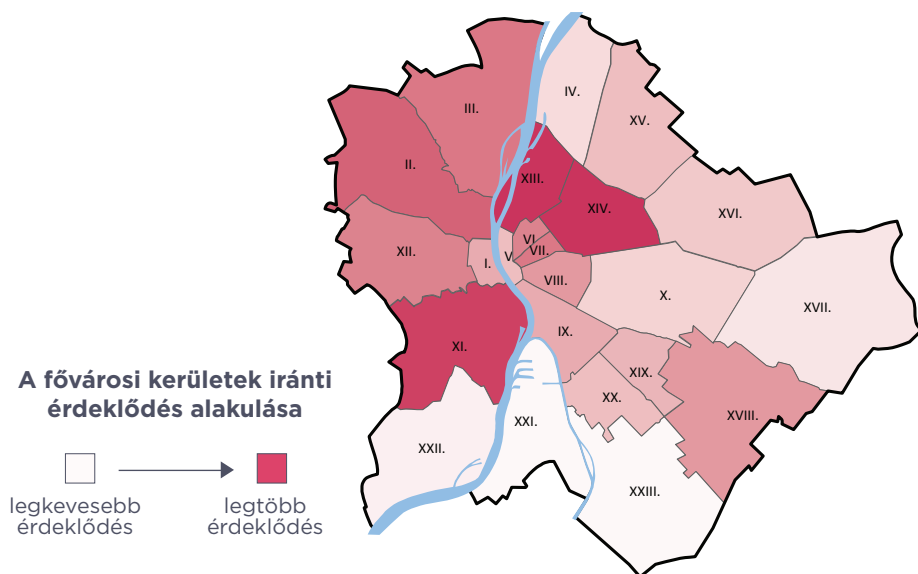 IV.
III.
XV.
II.
XIII.
XIV.
XVI.
VI.
XII.
I.
V.
VII.
VIII.
X.
XVII.
IX.
XI.
XIX.
XX.
XVIII.
XXI.
XXII.
XXIII.
A fővárosi kerületek iránti
érdeklődés alakulása
legkevesebb
érdeklődés
legtöbb
érdeklődés